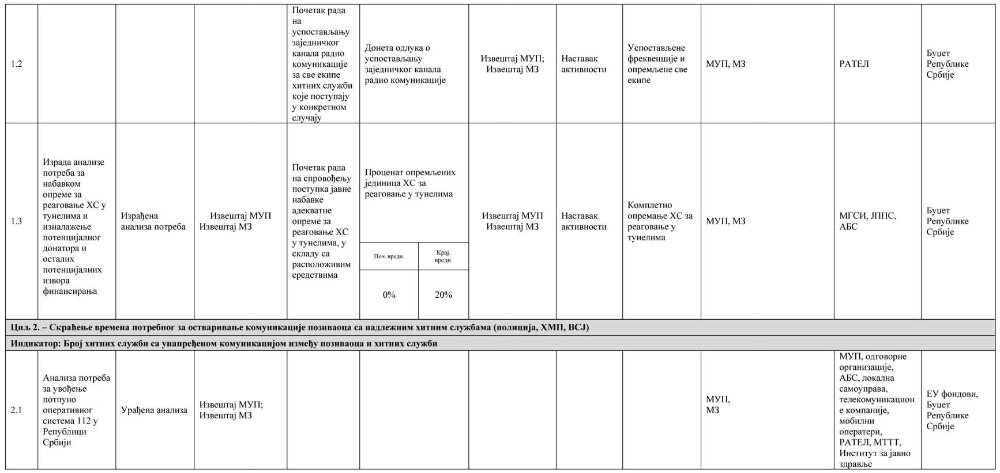 1.2
Почетак рада
на
успостављању
заједничког
канала радио
комуникације
за све екипе
хитних служби
које поступају
у конкретном
случају
Донета одлука о
успостављању
заједничког канала
радио комуникације
Извештај МУП;
Извештај МЗ
Наставак
активности
Успостављене
фреквенције и
опремљене све
екипе
МУП, МЗ
РАТЕЛ
Буџет
Републике
Србије
1.3
Израда анализе
потреба за
набавком
опреме за
реаговање ХС у
тунелима и
изналажење
потенцијалног
донатора и
осталих
потенцијалних
извора
финансирања
Израђена
анализа потреба
Извештај МУП
Извештај МЗ
Почетак рада
на спровођењу
поступка јавне
набавке
адекватне
опреме за
реаговање ХС
у тунелима, у
складу са
расположивим
средствима
Проценат опремљених
јединица ХС за
реаговање у тунелима
Поч. вредн.
Крај.
вредн.
0%
20%
Извештај МУП
Извештај МЗ
Наставак
активности
Комплетно
опремање ХС за
реаговање у
тунелима
МУП, МЗ
МГСИ, ЈППС,
АБС
Буџет
Републике
Србије
Циљ 2. – Скраћење времена потребног за остваривање комуникације позиваоца са надлежним хитним службама (полиција, ХМП, ВСЈ)
Индикатор: Број хитних служби са унапређеном комуникацијом између позиваоца и хитних служби
2.1
Анализа потреба
за увођење
потпуно
оперативног
система 112 у
Републици
Србији
Урађена анализа
Извештај МУП;
Извештај МЗ
МУП,
МЗ
МУП, одговорне
организације,
АБС, локална
самоуправа,
телекомуникацион
е компаније,
мобилни
оператери,
РАТЕЛ, МТТТ,
Институт за јавно
здравље
ЕУ фондови,
Буџет
Републике
Србије